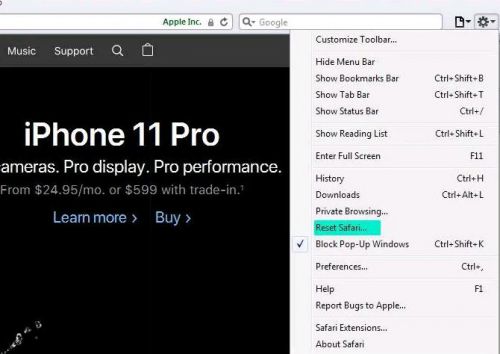 Apple Inc.
Google
Music Support
iPhone 11 Pro
cameras. Pro display. Pro performance.
From $24.95/mo. or $599 with trade-in.¹
Learn more > Buy >
Customize Toolbar...
Hide Menu Bar
Show Bookmarks Bar Ctrl+Shift+B
Show Tab Bar Ctrl+Shift+T
Show Status Bar Ctrl+/
Show Reading List Ctrl+Shift+L
Enter Full Screen F11
History Ctrl+H
Downloads Ctrl+Alt+L
Private Browsing...
Reset Safari...
Block Pop-Up Windows Ctrl+Shift+K
Preferences... Ctrl+,
Help F1
Report Bugs to Apple...
Safari Extensions...
About Safari